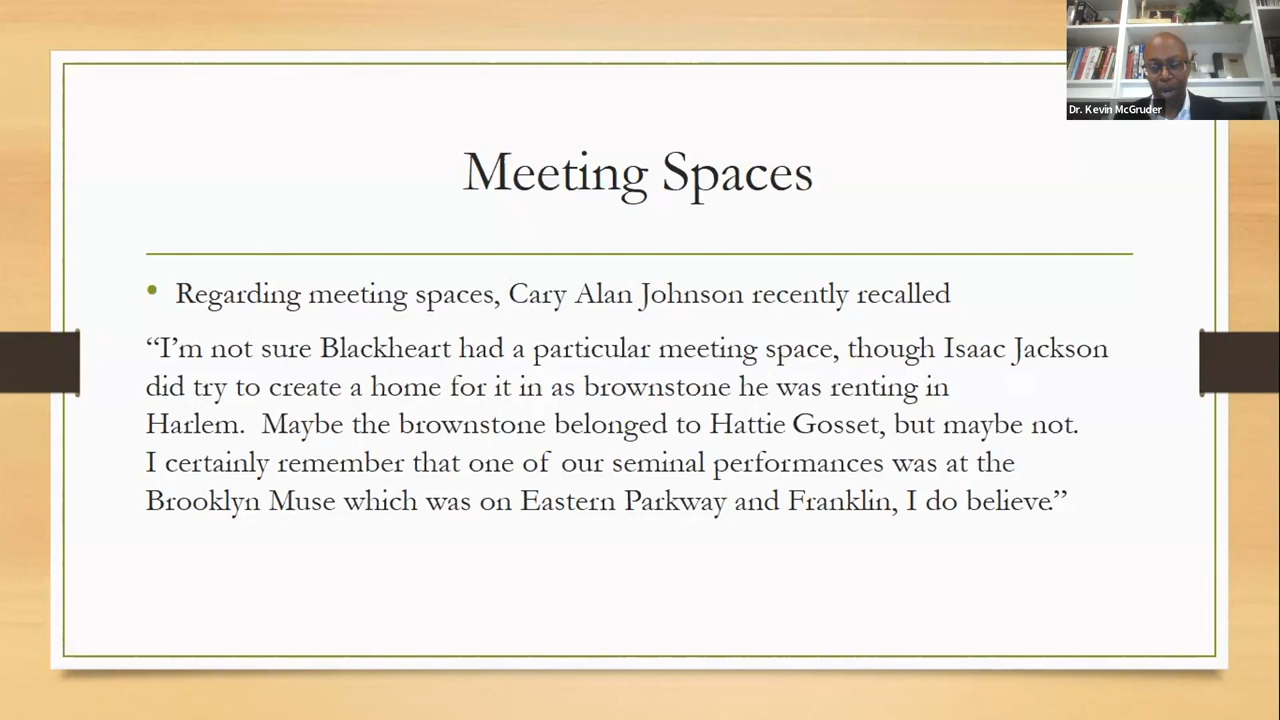 Dr. Kevin McGruder
Meeting Spaces
• Regarding meeting spaces, Cary Alan Johnson recently recalled
“I’m not sure Blackheart had a particular meeting space, though Isaac Jackson
did try to create a home for it in as brownstone he was renting in
Harlem.  Maybe the brownstone belonged to Hattie Gosset, but maybe not.
I certainly remember that one of our seminal performances was at the
Brooklyn Muse which was on Eastern Parkway and Franklin, I do believe.”